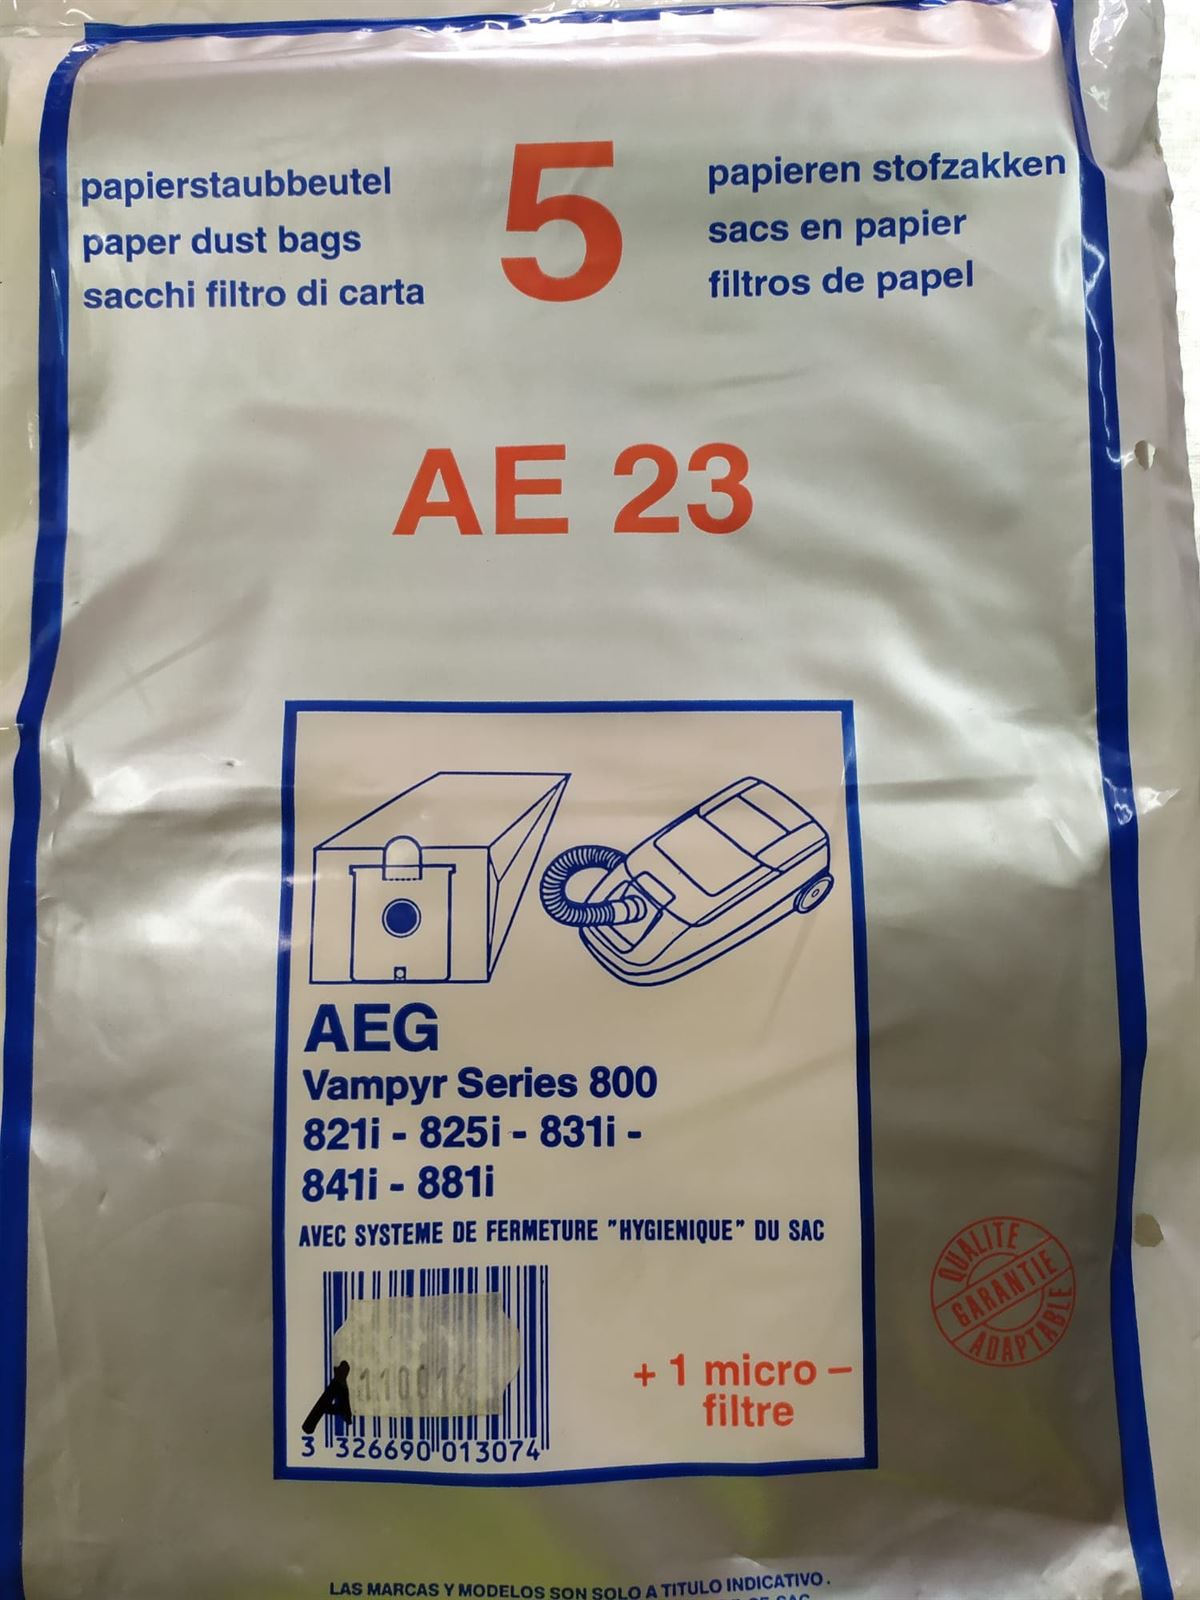 papierstaubbeutel
paper dust bags
sacchi filtro di carta
5
papieren stofzakken
sacs en papier
filtros de papel
AE 23
AEG
Vampyr Series 800
821i - 825i - 831i -
841i - 881i
AVEC SYSTEME DE FERMETURE "HYGIENIQUE" DU SAC
A
3 326690 013074
+ 1 micro –
filtre
QUALITE
GARANTIE
ADAPTABLE
LAS MARCAS Y MODELOS SON SOLO A TITULO INDICATIVO.